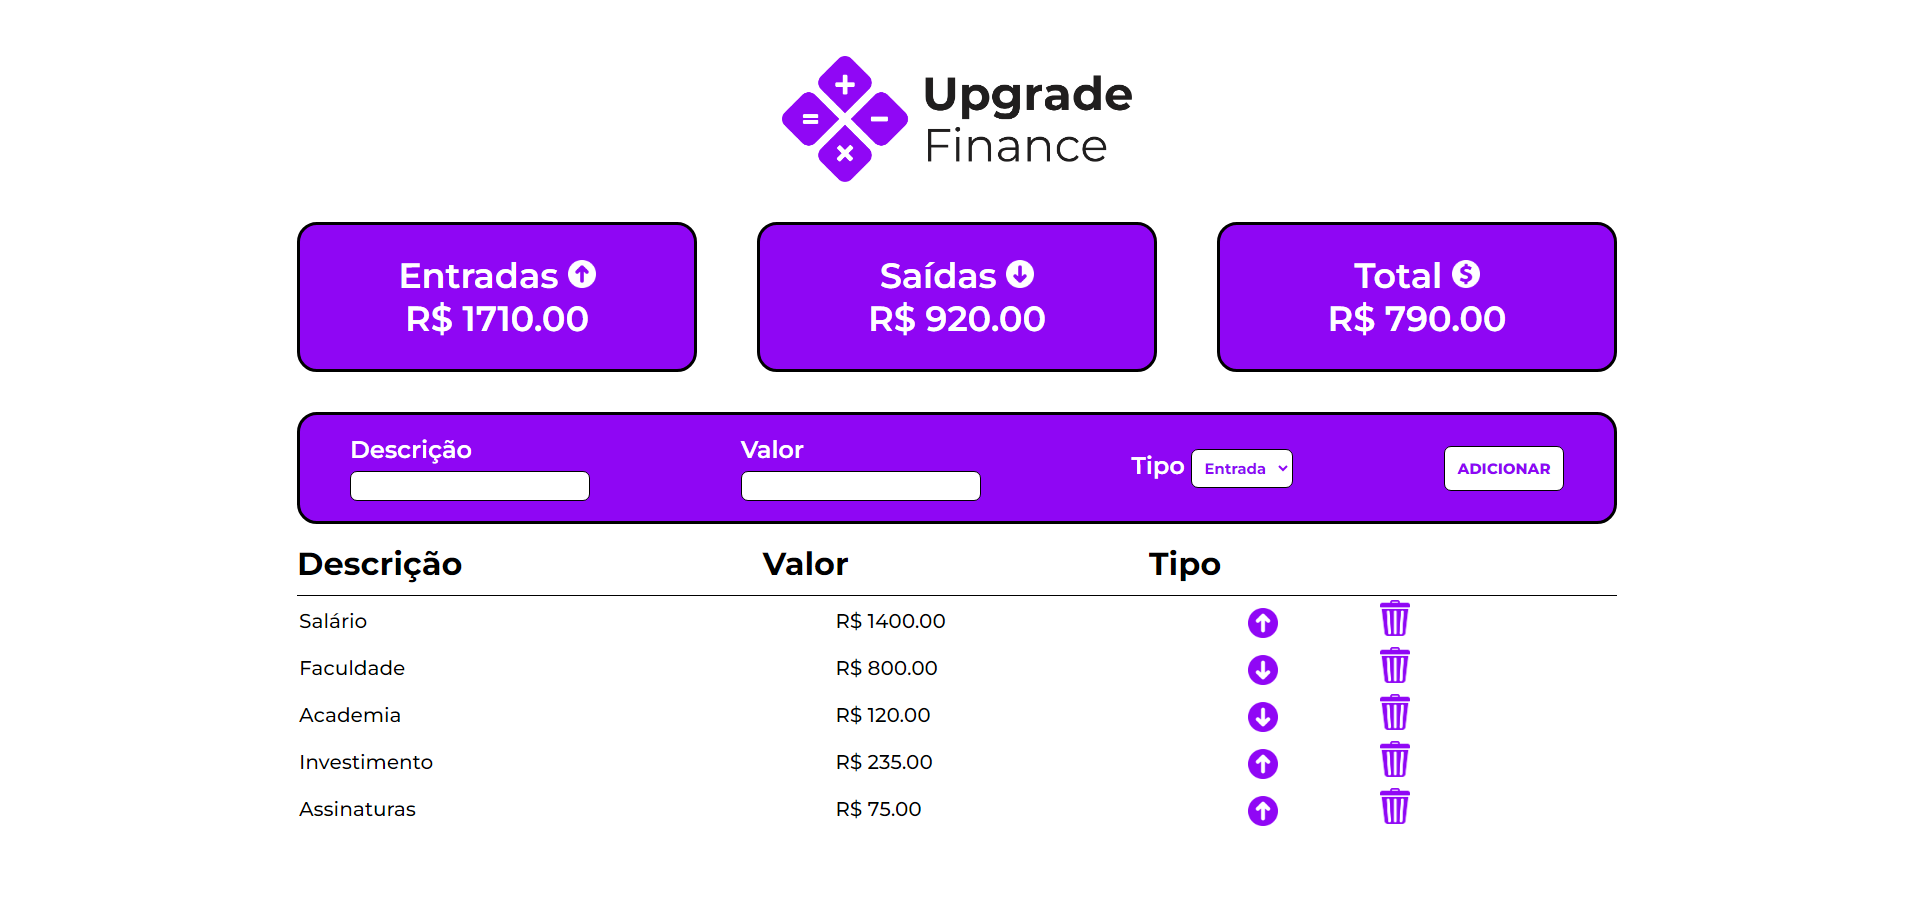 Upgrade
Finance
Entradas
R$ 1710.00
Saídas
R$ 920.00
Total
R$ 790.00
Descrição
Valor
Tipo Entrada
ADICIONAR
Descrição Valor Tipo
Salário R$ 1400.00
Faculdade R$ 800.00
Academia R$ 120.00
Investimento R$ 235.00
Assinaturas R$ 75.00